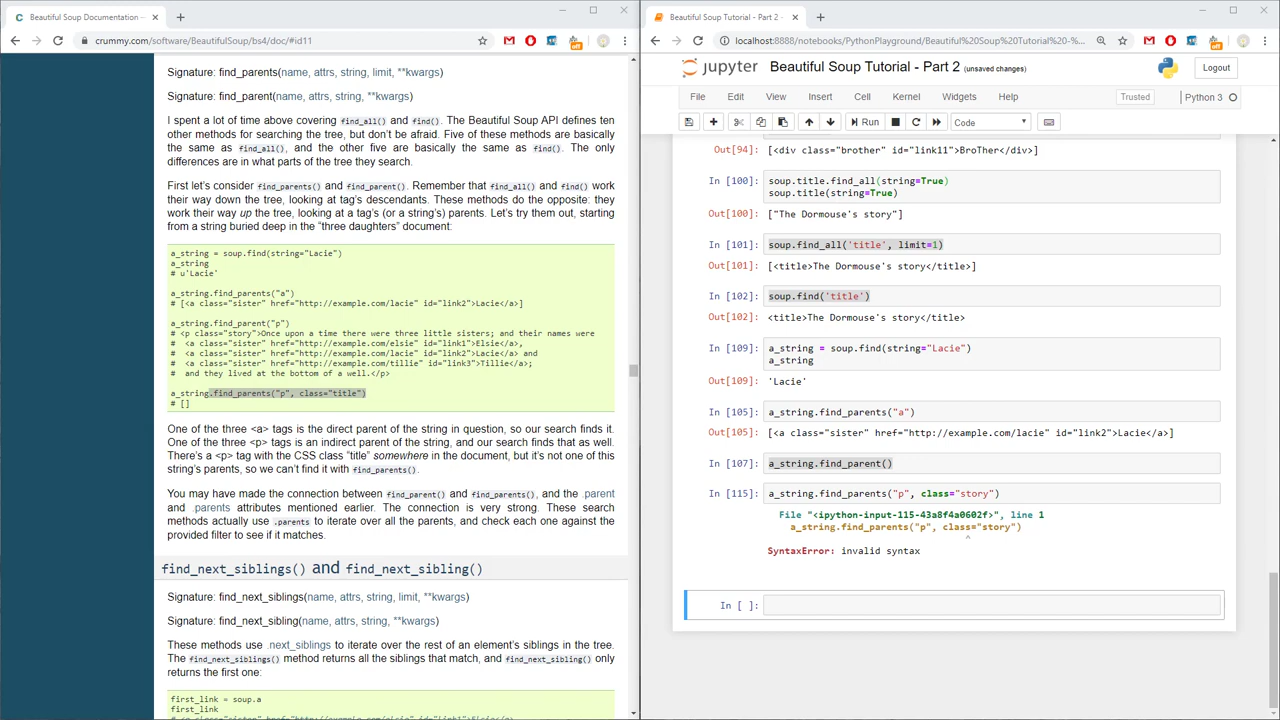 Beautiful Soup Documentation -
crummy.com/software/BeautifulSoup/bs4/doc/#id11
Signature: find_parents(name, attrs, string, limit, **kwargs)
Signature: find_parent(name, attrs, string, **kwargs)
I spent a lot of time above covering find_all() and find(). The Beautiful Soup API defines ten
other methods for searching the tree, but don't be afraid. Five of these methods are basically
the same as find_all(), and the other five are basically the same as find(). The only
differences are in what parts of the tree they search.
First let's consider find_parents() and find_parent(). Remember that find_all() and find() work
their way down the tree, looking at tag's descendants. These methods do the opposite: they
work their way up the tree, looking at a tag's (or a string's) parents. Let's try them out, starting
from a string buried deep in the "three daughters" document:
a_string = soup.find(string="Lacie")
a_string
# u'Lacie'
a_string.find_parents("a")
# [<a class="sister" href="http://example.com/lacie" id="link2">Lacie</a>]
a_string.find_parent("p")
# <p class="story">Once upon a time there were three little sisters; and their names were
#  <a class="sister" href="http://example.com/elsie" id="link1">Elsie</a>,
#  <a class="sister" href="http://example.com/lacie" id="link2">Lacie</a> and
#  <a class="sister" href="http://example.com/tillie" id="link3">Tillie</a>;
#  and they lived at the bottom of a well.</p>
a_string.find_parents("p", class="title")
# []
One of the three <a> tags is the direct parent of the string in question, so our search finds it.
One of the three <p> tags is an indirect parent of the string, and our search finds that as well.
There's a <p> tag with the CSS class "title" somewhere in the document, but it's not one of this
string's parents, so we can't find it with find_parents().
You may have made the connection between find_parent() and find_parents(), and the .parent
and .parents attributes mentioned earlier. The connection is very strong. These search
methods actually use .parents to iterate over all the parents, and check each one against the
provided filter to see if it matches.
find_next_siblings() and find_next_sibling()
Signature: find_next_siblings(name, attrs, string, limit, **kwargs)
Signature: find_next_sibling(name, attrs, string, **kwargs)
These methods use .next_siblings to iterate over the rest of an element's siblings in the tree.
The find_next_siblings() method returns all the siblings that match, and find_next_sibling() only
returns the first one:
first_link = soup.a
first_link
# <a class="sister" href="http://example.com/elsie" id="link1">Elsie</a>
Beautiful Soup Tutorial - Part 2 -
localhost:8888/notebooks/PythonPlayground/Beautiful%20Soup%20Tutorial%20-%...
jupyter Beautiful Soup Tutorial - Part 2 (unsaved changes)
Logout
File Edit View Insert Cell Kernel Widgets Help Trusted Python 3
Run Code
Out[94]: [<div class="brother" id="link11">BroTher</div>]
In [100]: soup.title.find_all(string=True)
soup.title(string=True)
Out[100]: ["The Dormouse's story"]
In [101]: soup.find_all('title', limit=1)
Out[101]: [<title>The Dormouse's story</title>]
In [102]: soup.find('title')
Out[102]: <title>The Dormouse's story</title>
In [109]: a_string = soup.find(string="Lacie")
a_string
Out[109]: 'Lacie'
In [105]: a_string.find_parents("a")
Out[105]: [<a class="sister" href="http://example.com/lacie" id="link2">Lacie</a>]
In [107]: a_string.find_parent()
In [115]: a_string.find_parents("p", class="story")
File "<ipython-input-115-43a8f4a0602f>", line 1
a_string.find_parents("p", class="story")
^
SyntaxError: invalid syntax
In [ ]: